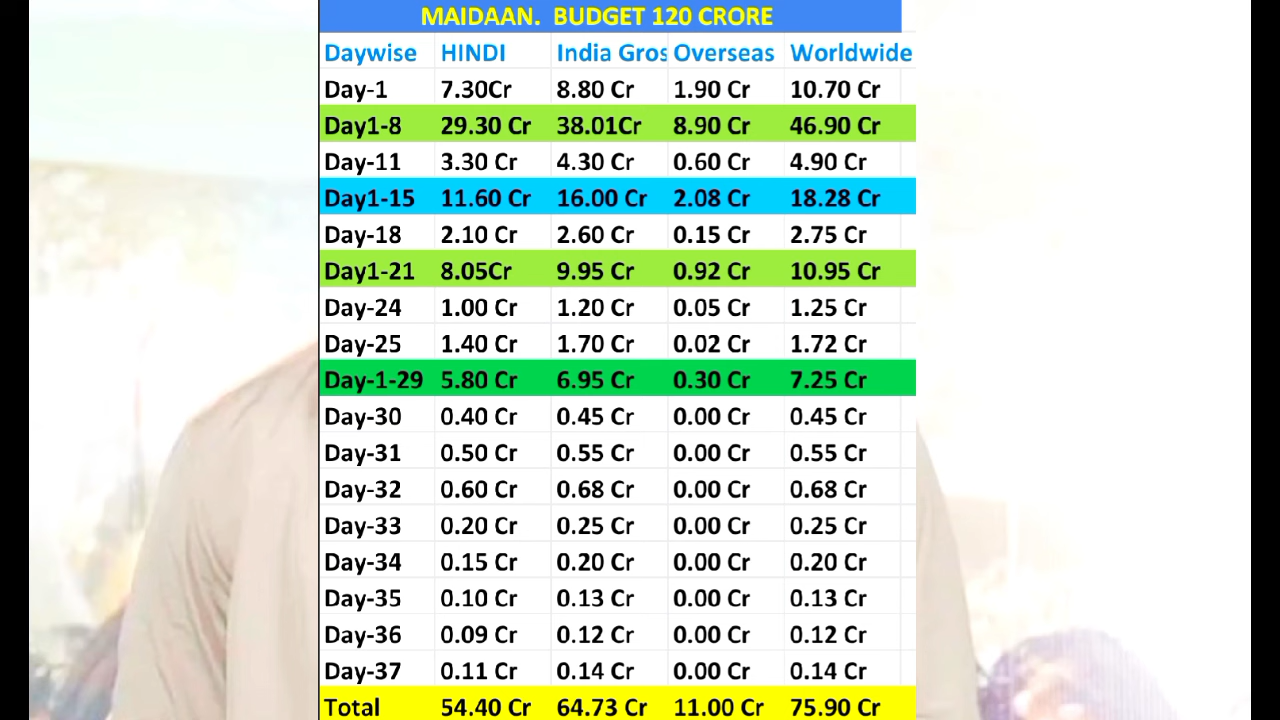 MAIDAAN. BUDGET 120 CRORE
Daywise HINDI India Gros Overseas Worldwide
Day-1 7.30Cr 8.80 Cr 1.90 Cr 10.70 Cr
Day1-8 29.30 Cr 38.01Cr 8.90 Cr 46.90 Cr
Day-11 3.30 Cr 4.30 Cr 0.60 Cr 4.90 Cr
Day1-15 11.60 Cr 16.00 Cr 2.08 Cr 18.28 Cr
Day-18 2.10 Cr 2.60 Cr 0.15 Cr 2.75 Cr
Day1-21 8.05Cr 9.95 Cr 0.92 Cr 10.95 Cr
Day-24 1.00 Cr 1.20 Cr 0.05 Cr 1.25 Cr
Day-25 1.40 Cr 1.70 Cr 0.02 Cr 1.72 Cr
Day-1-29 5.80 Cr 6.95 Cr 0.30 Cr 7.25 Cr
Day-30 0.40 Cr 0.45 Cr 0.00 Cr 0.45 Cr
Day-31 0.50 Cr 0.55 Cr 0.00 Cr 0.55 Cr
Day-32 0.60 Cr 0.68 Cr 0.00 Cr 0.68 Cr
Day-33 0.20 Cr 0.25 Cr 0.00 Cr 0.25 Cr
Day-34 0.15 Cr 0.20 Cr 0.00 Cr 0.20 Cr
Day-35 0.10 Cr 0.13 Cr 0.00 Cr 0.13 Cr
Day-36 0.09 Cr 0.12 Cr 0.00 Cr 0.12 Cr
Day-37 0.11 Cr 0.14 Cr 0.00 Cr 0.14 Cr
Total 54.40 Cr 64.73 Cr 11.00 Cr 75.90 Cr